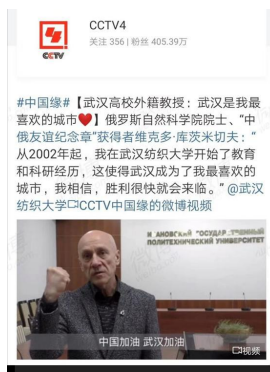 CCTV4
关注 356 | 粉丝 405.39万
CCTV
#中国缘#【武汉高校外籍教授：武汉是我最
喜欢的城市❤️】俄罗斯自然科学院院士、“中
俄友谊纪念章”获得者维克多·库茨米切夫：“
从2002年起，我在武汉纺织大学开始了教育
和科研经历，这使得武汉成为了我最喜欢的
城市，我相信，胜利很快就会来临。” @武汉
纺织大学 CCTV中国缘的微博视频
ПОЛИТЕХНИЧЕСКИЙ УНИВЕРСИТЕТ
中国加油 武汉加油
视频